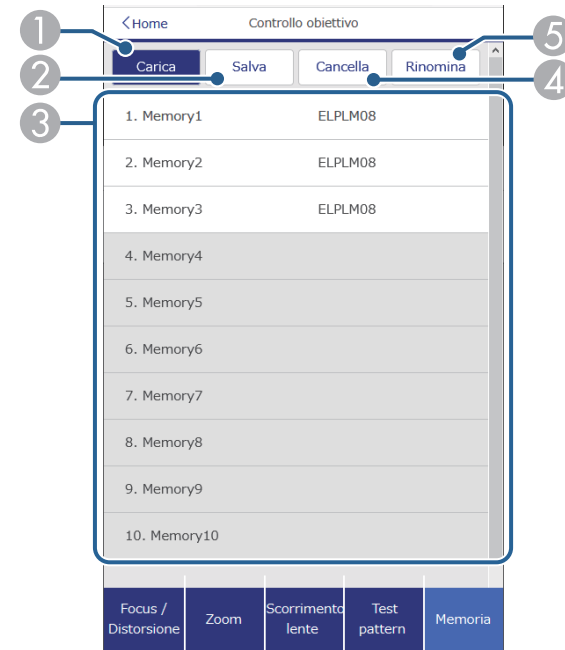 <Home Controllo obiettivo
1 2 3 4 5
Carica Salva Cancella Rinomina
1. Memory1 ELPLM08
2. Memory2 ELPLM08
3. Memory3 ELPLM08
4. Memory4
5. Memory5
6. Memory6
7. Memory7
8. Memory8
9. Memory9
10. Memory10
Focus /
Distorsione
Zoom
Scorrimento
lente
Test
pattern
Memoria